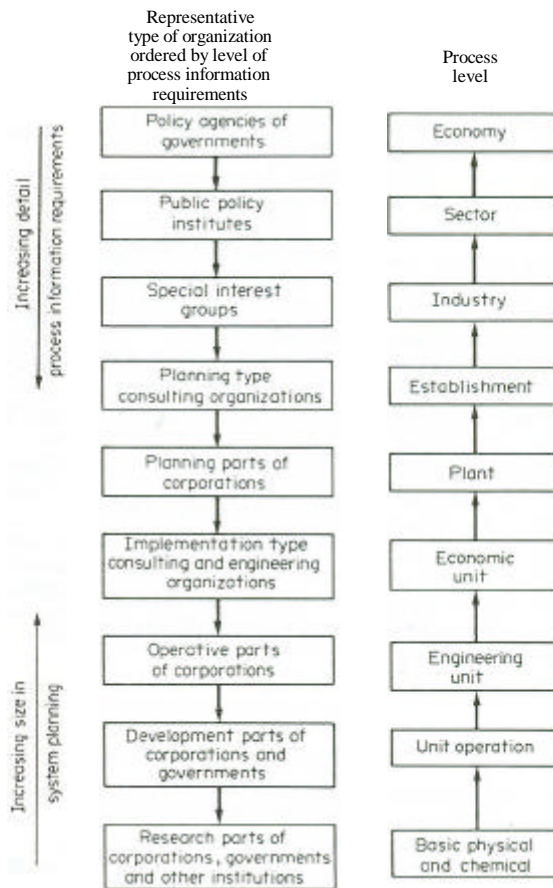 Representative
type of organization
ordered by level of
process information
requirements
Process
level
Increasing detail
process information requirements
Policy agencies of
governments
Public policy
institutes
Special interest
groups
Planning type
consulting organizations
Planning parts of
corporations
Implementation type
consulting and engineering
organizations
Operative parts
of corporations
Development parts of
corporations and
governments
Research parts of
corporations, governments
and other institutions
Increasing size in
system planning
Economy
Sector
Industry
Establishment
Plant
Economic
unit
Engineering
unit
Unit operation
Basic physical
and chemical